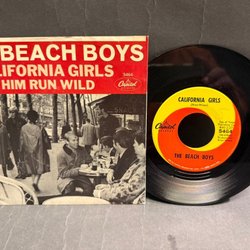 BEACH BOYS
LIFORNIA GIRLS
HIM RUN WILD
Capitol
5464
CALIFORNIA GIRLS
Capitol
5464
THE BEACH BOYS